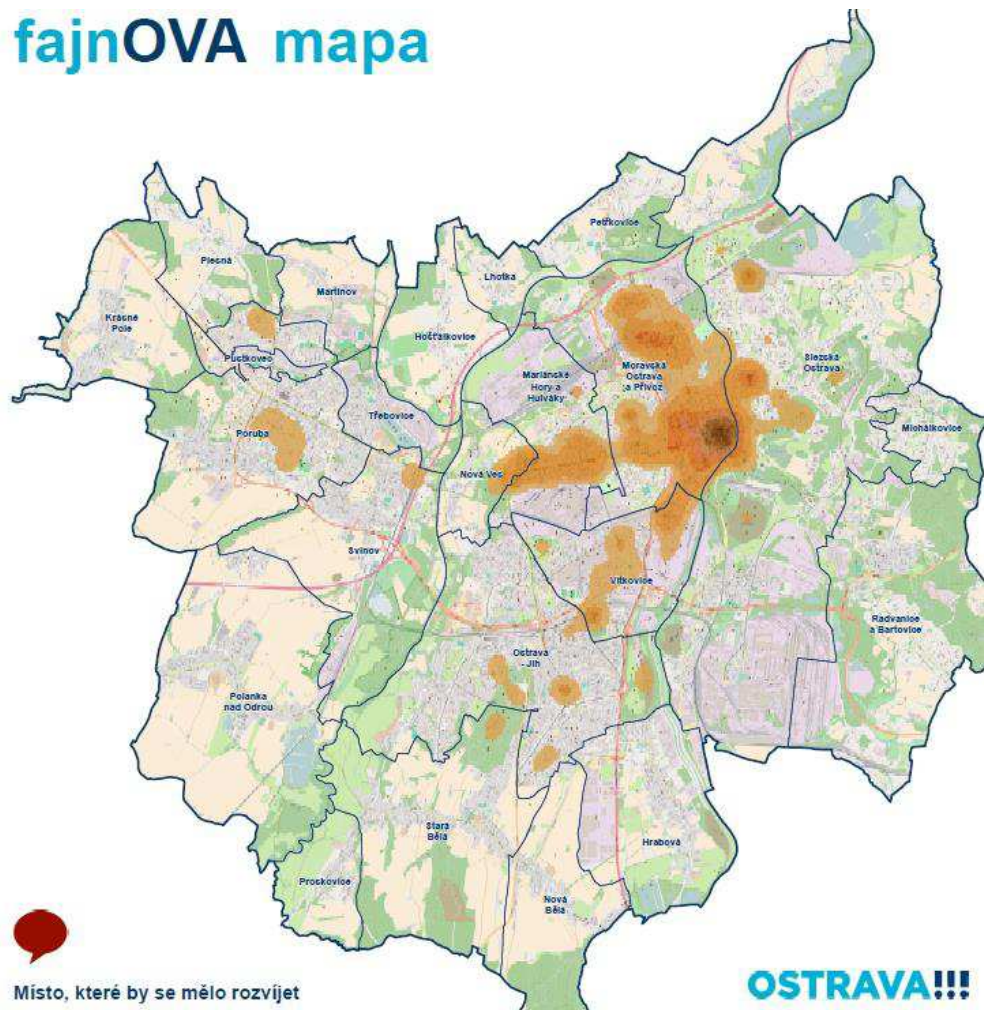 fajnOVA mapa
Petřkovice
Plesná
Lhotka
Martinov
Krásné
Pole
Hošťálkovice
Pustkovec
Mariánské
Hory a
Hulváky
Moravská
Ostrava
a Přívoz
Slezská
Ostrava
Třebovice
Poruba
Michálkovice
Nová Ves
Svinov
Vítkovice
Radvanice
a Bartovice
Ostrava
- Jih
Polanka
nad Odrou
Stará
Bělá
Hrabová
Proskovice
Nová
Bělá
Místo, které by se mělo rozvíjet
OSTRAVA!!!